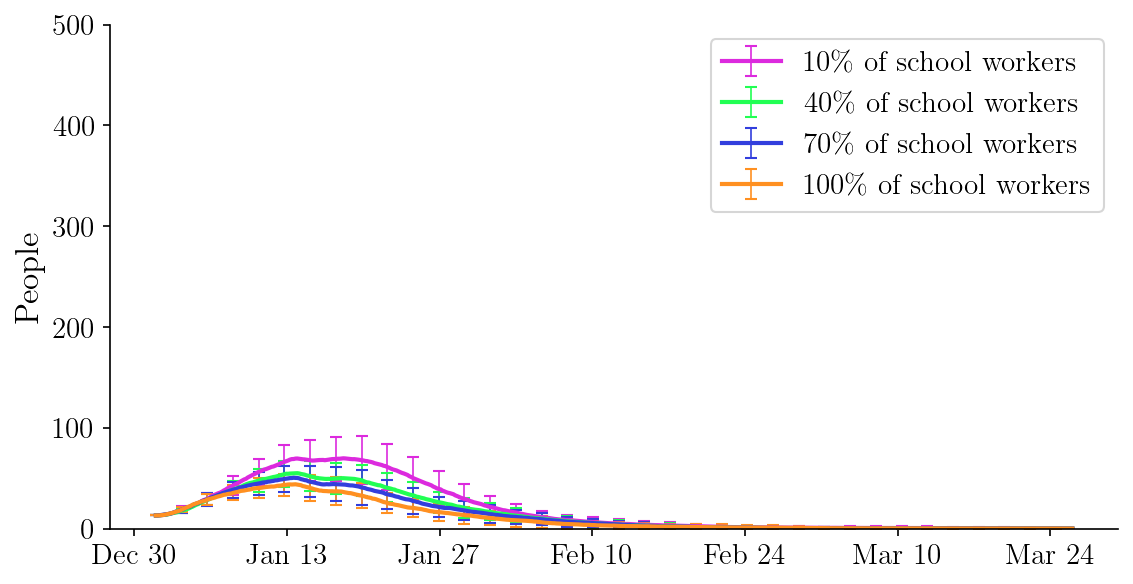 500
400
300
200
100
0
People
10% of school workers
40% of school workers
70% of school workers
100% of school workers
Dec 30 Jan 13 Jan 27 Feb 10 Feb 24 Mar 10 Mar 24